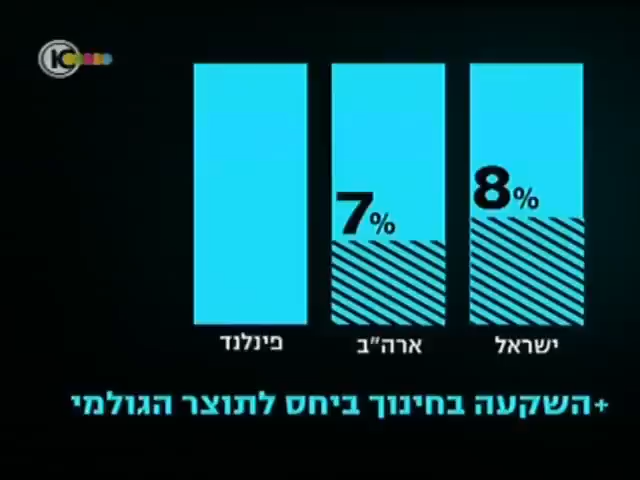 8%
7%
ישראל
ארה"ב
פינלנד
+השקעה בחינוך ביחס לתוצר הגולמי